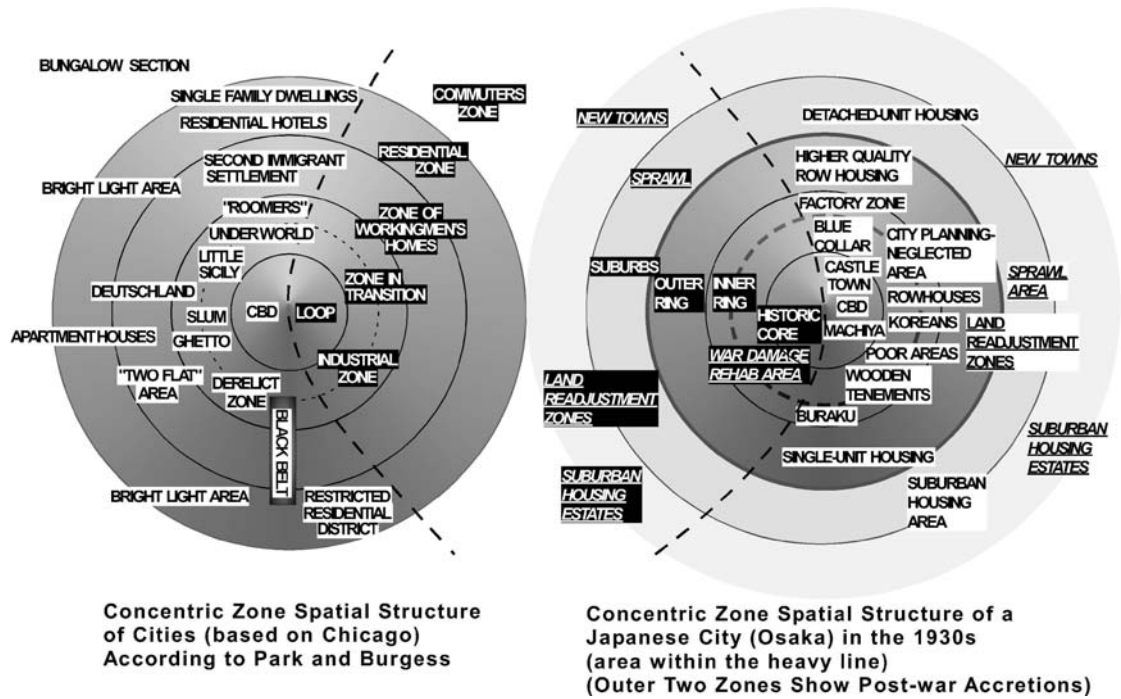 BUNGALOW SECTION
SINGLE FAMILY DWELLINGS
COMMUTERS
ZONE
RESIDENTIAL HOTELS
SECOND IMMIGRANT
SETTLEMENT
RESIDENTIAL
ZONE
BRIGHT LIGHT AREA
"ROOMERS"
ZONE OF
WORKINGMEN'S
HOMES
UNDERWORLD
LITTLE
SICILY
ZONE IN
TRANSITION
DEUTSCHLAND
CBD
LOOP
SLUM
APARTMENT HOUSES
GHETTO
INDUSTRIAL
ZONE
"TWO FLAT"
AREA
DERELICT
ZONE
BLACK BELT
BRIGHT LIGHT AREA
RESTRICTED
RESIDENTIAL
DISTRICT
Concentric Zone Spatial Structure
of Cities (based on Chicago)
According to Park and Burgess
NEW TOWNS
DETACHED-UNIT HOUSING
SPRAWL
HIGHER QUALITY
ROW HOUSING
NEW TOWNS
FACTORY ZONE
BLUE
COLLAR
CITY PLANNING-
NEGLECTED
AREA
SUBURBS
OUTER
RING
INNER
RING
CASTLE
TOWN
SPRAWL
AREA
HISTORIC
CORE
CBD
ROWHOUSES
MACHIYA
KOREANS
LAND
READJUSTMENT
ZONES
WAR DAMAGE
REHAB AREA
POOR AREAS
WOODEN
TENEMENTS
LAND
READJUSTMENT
ZONES
BURAKU
SUBURBAN
HOUSING
ESTATES
SINGLE-UNIT HOUSING
SUBURBAN
HOUSING
ESTATES
SUBURBAN
HOUSING
AREA
Concentric Zone Spatial Structure of a
Japanese City (Osaka) in the 1930s
(area within the heavy line)
(Outer Two Zones Show Post-war Accretions)